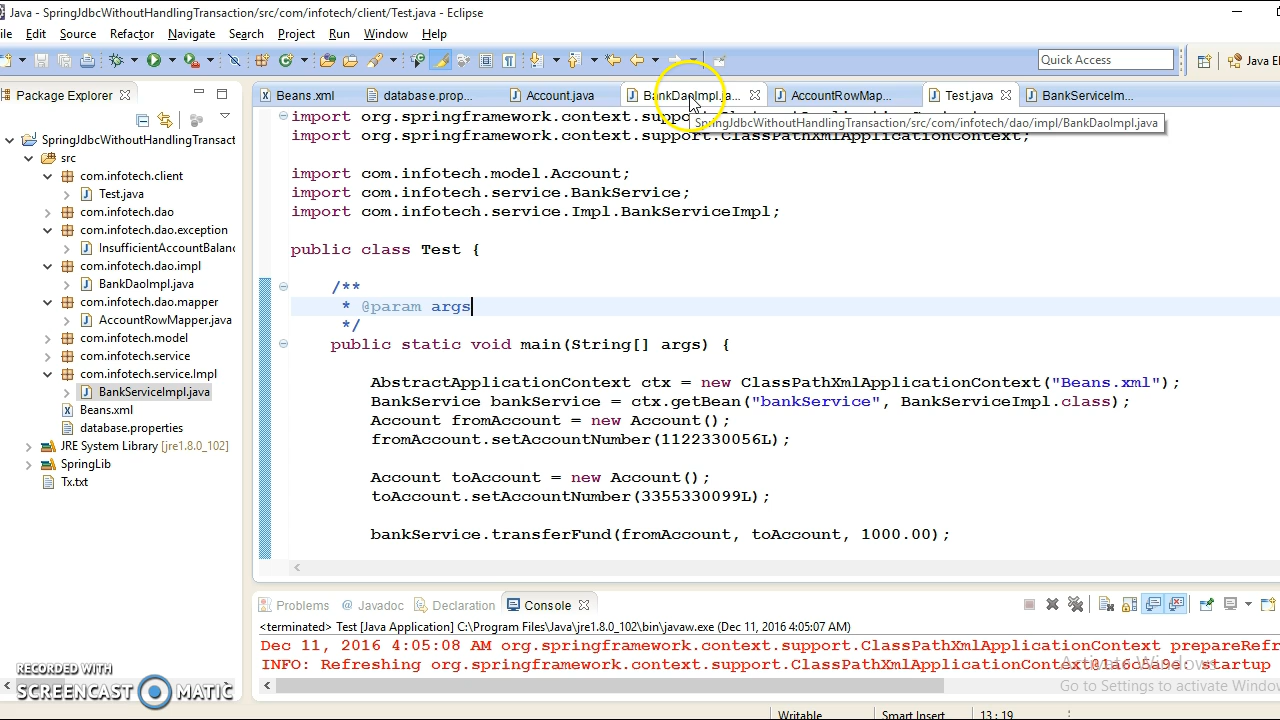 Java - SpringJdbcWithoutHandlingTransaction/src/com/infotech/client/Test.java - Eclipse
ile Edit Source Refactor Navigate Search Project Run Window Help
Quick Access
Java E
Package Explorer
Beans.xml
database.prop...
Account.java
BankDaoImpl.ja...
AccountRowMap...
Test.java
BankServiceIm...
SpringJdbcWithoutHandlingTransact
src
com.infotech.client
Test.java
com.infotech.dao
com.infotech.dao.exception
InsufficientAccountBalanc
com.infotech.dao.impl
BankDaoImpl.java
com.infotech.dao.mapper
AccountRowMapper.java
com.infotech.model
com.infotech.service
com.infotech.service.Impl
BankServiceImpl.java
Beans.xml
database.properties
JRE System Library [jre1.8.0_102]
SpringLib
Tx.txt
import org.springframework.context.support
SpringJdbcWithoutHandlingTransaction/src/com/infotech/dao/impl/BankDaoImpl.java
import org.springframework.context.support.ClassPathXmlApplicationContext;
import com.infotech.model.Account;
import com.infotech.service.BankService;
import com.infotech.service.Impl.BankServiceImpl;
public class Test {
/**
* @param args
*/
public static void main(String[] args) {
AbstractApplicationContext ctx = new ClassPathXmlApplicationContext("Beans.xml");
BankService bankService = ctx.getBean("bankService", BankServiceImpl.class);
Account fromAccount = new Account();
fromAccount.setAccountNumber(1122330056L);
Account toAccount = new Account();
toAccount.setAccountNumber(3355330099L);
bankService.transferFund(fromAccount, toAccount, 1000.00);
Problems @ Javadoc Declaration Console
<terminated> Test [Java Application] C:\Program Files\Java\jre1.8.0_102\bin\javaw.exe (Dec 11, 2016 4:05:07 AM)
Dec 11, 2016 4:05:08 AM org.springframework.context.support.ClassPathXmlApplicationContext prepareRefr
INFO: Refreshing org.springframework.context.support.ClassPathXmlApplicationContext startup
Activate Windows
Go to Settings to activate Window
RECORDED WITH
SCREENCAST MATIC
Writable
Smart Insert
13 : 19